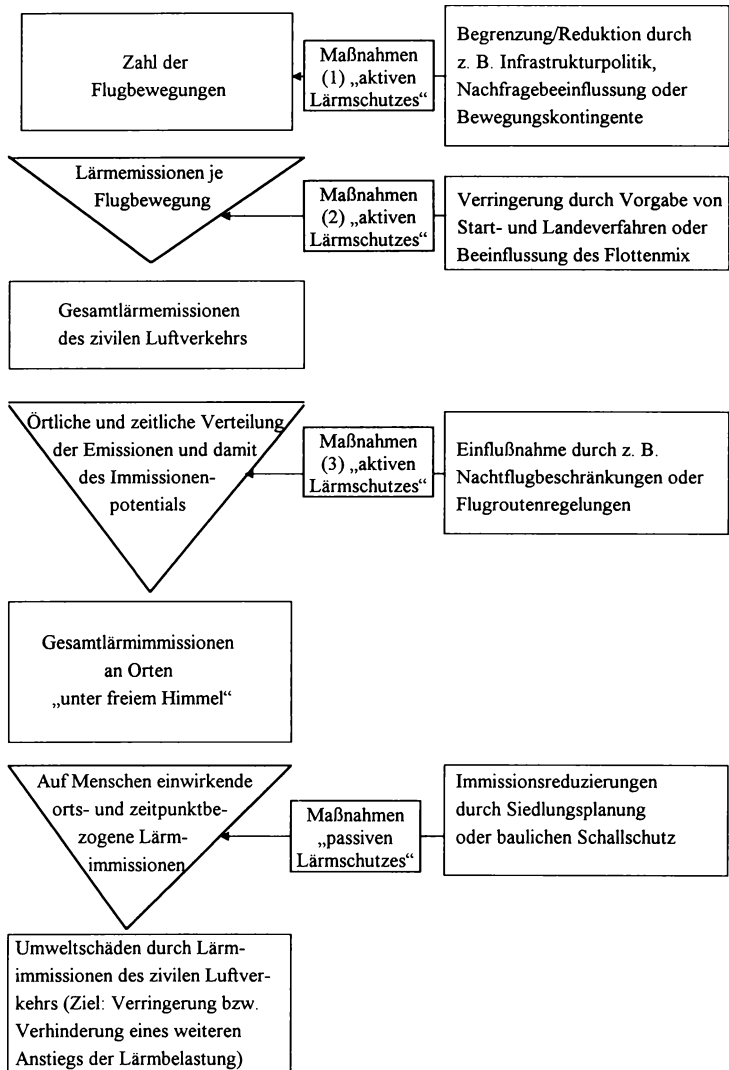 Zahl der
Flugbewegungen
Maßnahmen
(1) „aktiven
Lärmschutzes“
Begrenzung/Reduktion durch
z. B. Infrastrukturpolitik,
Nachfragebeeinflussung oder
Bewegungskontingente
Lärmemissionen je
Flugbewegung
Maßnahmen
(2) „aktiven
Lärmschutzes“
Verringerung durch Vorgabe von
Start- und Landeverfahren oder
Beeinflussung des Flottenmix
Gesamtlärmemissionen
des zivilen Luftverkehrs
Örtliche und zeitliche Verteilung
der Emissionen und damit
des Immissionen-
potentials
Maßnahmen
(3) „aktiven
Lärmschutzes“
Einflußnahme durch z. B.
Nachtflugbeschränkungen oder
Flugroutenregelungen
Gesamtlärmimmissionen
an Orten
„unter freiem Himmel“
Auf Menschen einwirkende
orts- und zeitpunktbe-
zogene Lärm-
immissionen
Maßnahmen
„passiven
Lärmschutzes“
Immissionsreduzierungen
durch Siedlungsplanung
oder baulichen Schallschutz
Umweltschäden durch Lärm-
immissionen des zivilen Luftver-
kehrs (Ziel: Verringerung bzw.
Verhinderung eines weiteren
Anstiegs der Lärmbelastung)